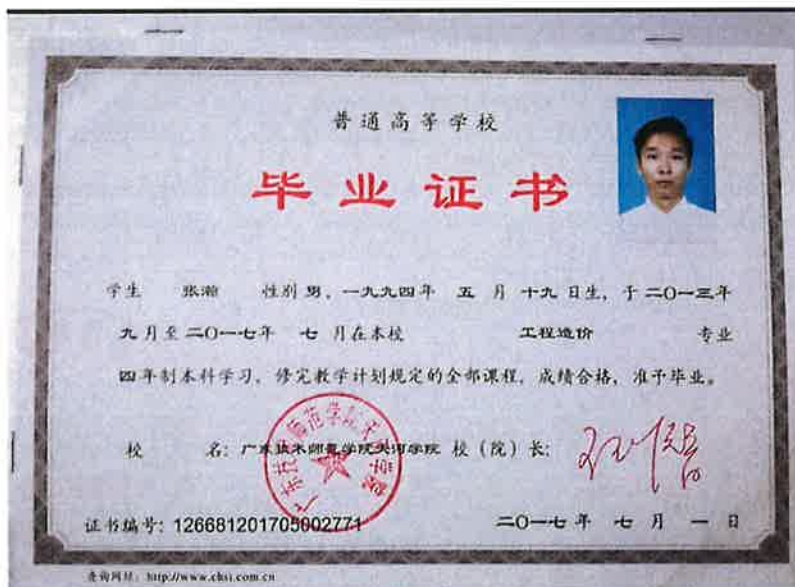 普通高等学校
毕业证书
学生 张瀚 性别 男，一九九四年 五 月 十九 日生，于二〇一三年
九月至二〇一七年 七 月在本校 工程造价 专业
四年制本科学习，修完教学计划规定的全部课程，成绩合格，准予毕业。
校 名：广东技术师范学院天河学院 校（院）长：
证书编号：126681201705002771 二〇一七年 七 月 一 日
查询网址：http://www.chsi.com.cn